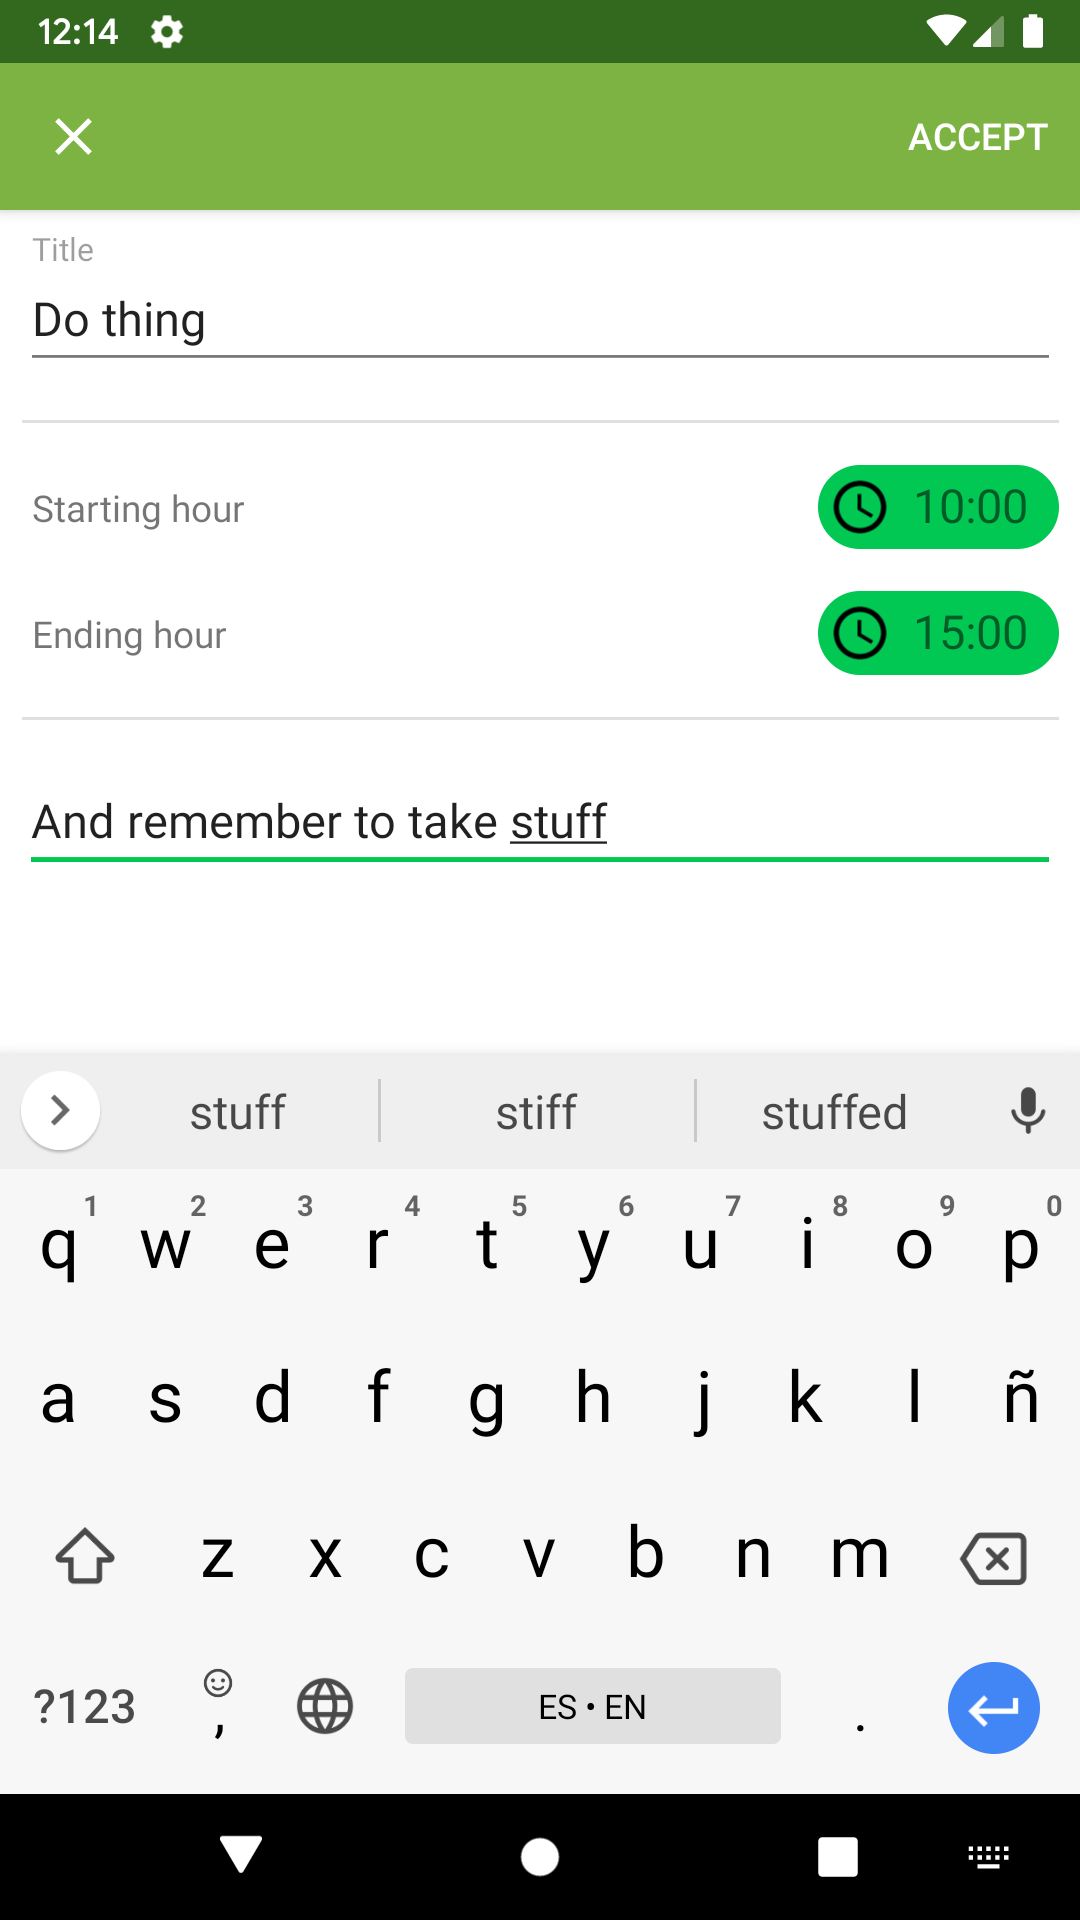 12:14
ACCEPT
Title
Do thing
Starting hour 10:00
Ending hour 15:00
And remember to take stuff
stuff stiff stuffed
1 2 3 4 5 6 7 8 9 0
q w e r t y u i o p
a s d f g h j k l ñ
z x c v b n m
?123 , ES • EN .